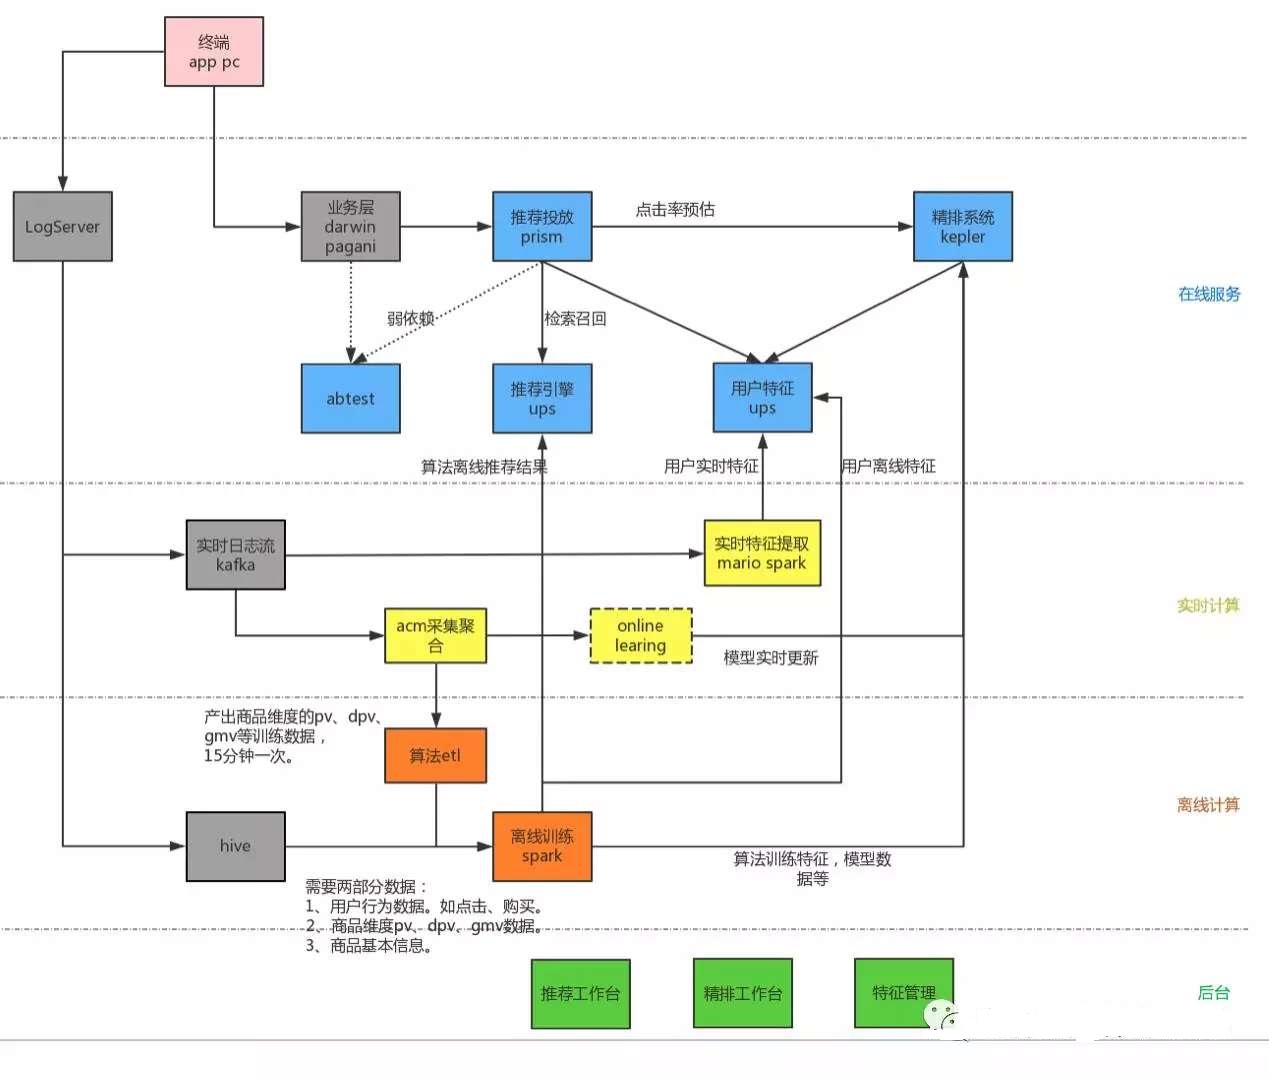 终端
app pc
LogServer
业务层
darwin
pagani
推荐投放
prism
点击率预估
精排系统
kepler
在线服务
弱依赖
检索召回
abtest
推荐引擎
ups
用户特征
ups
算法离线推荐结果
用户实时特征
用户离线特征
实时日志流
kafka
实时特征提取
mario spark
实时计算
acm采集聚
合
online
learing
模型实时更新
产出商品维度的pv、dpv、
gmv等训练数据，
15分钟一次。
算法etl
离线计算
hive
离线训练
spark
算法训练特征，模型数
据等
需要两部分数据：
1、用户行为数据。如点击、购买。
2、商品维度pv、dpv、gmv数据。
3、商品基本信息。
推荐工作台
精排工作台
特征管理
后台